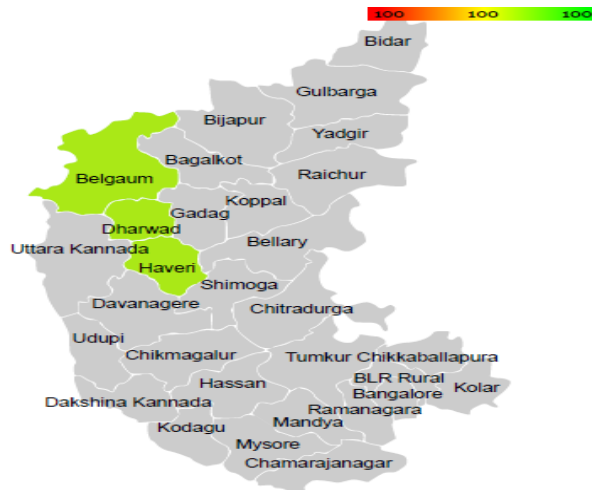 100 100 100
Bidar
Gulbarga
Bijapur
Yadgir
Bagalkot
Raichur
Belgaum
Koppal
Gadag
Dharwad
Bellary
Uttara Kannada
Haveri
Shimoga
Davanagere
Chitradurga
Udupi
Chikmagalur
Tumkur Chikkaballapura
BLR Rural
Hassan
Kolar
Bangalore
Dakshina Kannada
Ramanagara
Mandya
Kodagu
Mysore
Chamarajanagar